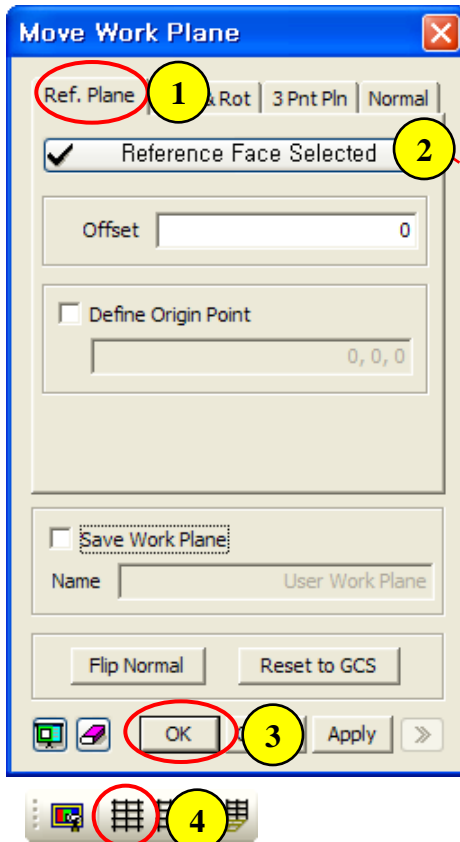 Move Work Plane
Ref. Plane 1 & Rot 3 Pnt Pln Normal
Reference Face Selected 2
Offset 0
Define Origin Point
0, 0, 0
Save Work Plane
Name User Work Plane
Flip Normal Reset to GCS
OK 3 Apply
4